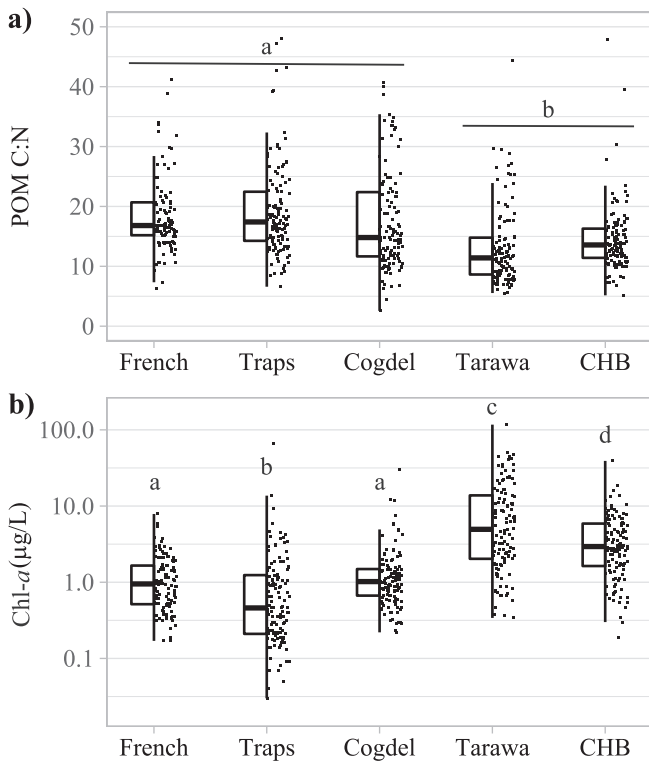 a)
50
a
40
b
30
20
10
0
POM C:N
French Traps Cogdel Tarawa CHB
b)
100.0
c
d
b
a
a
10.0
1.0
0.1
Chl-a(µg/L)
French Traps Cogdel Tarawa CHB